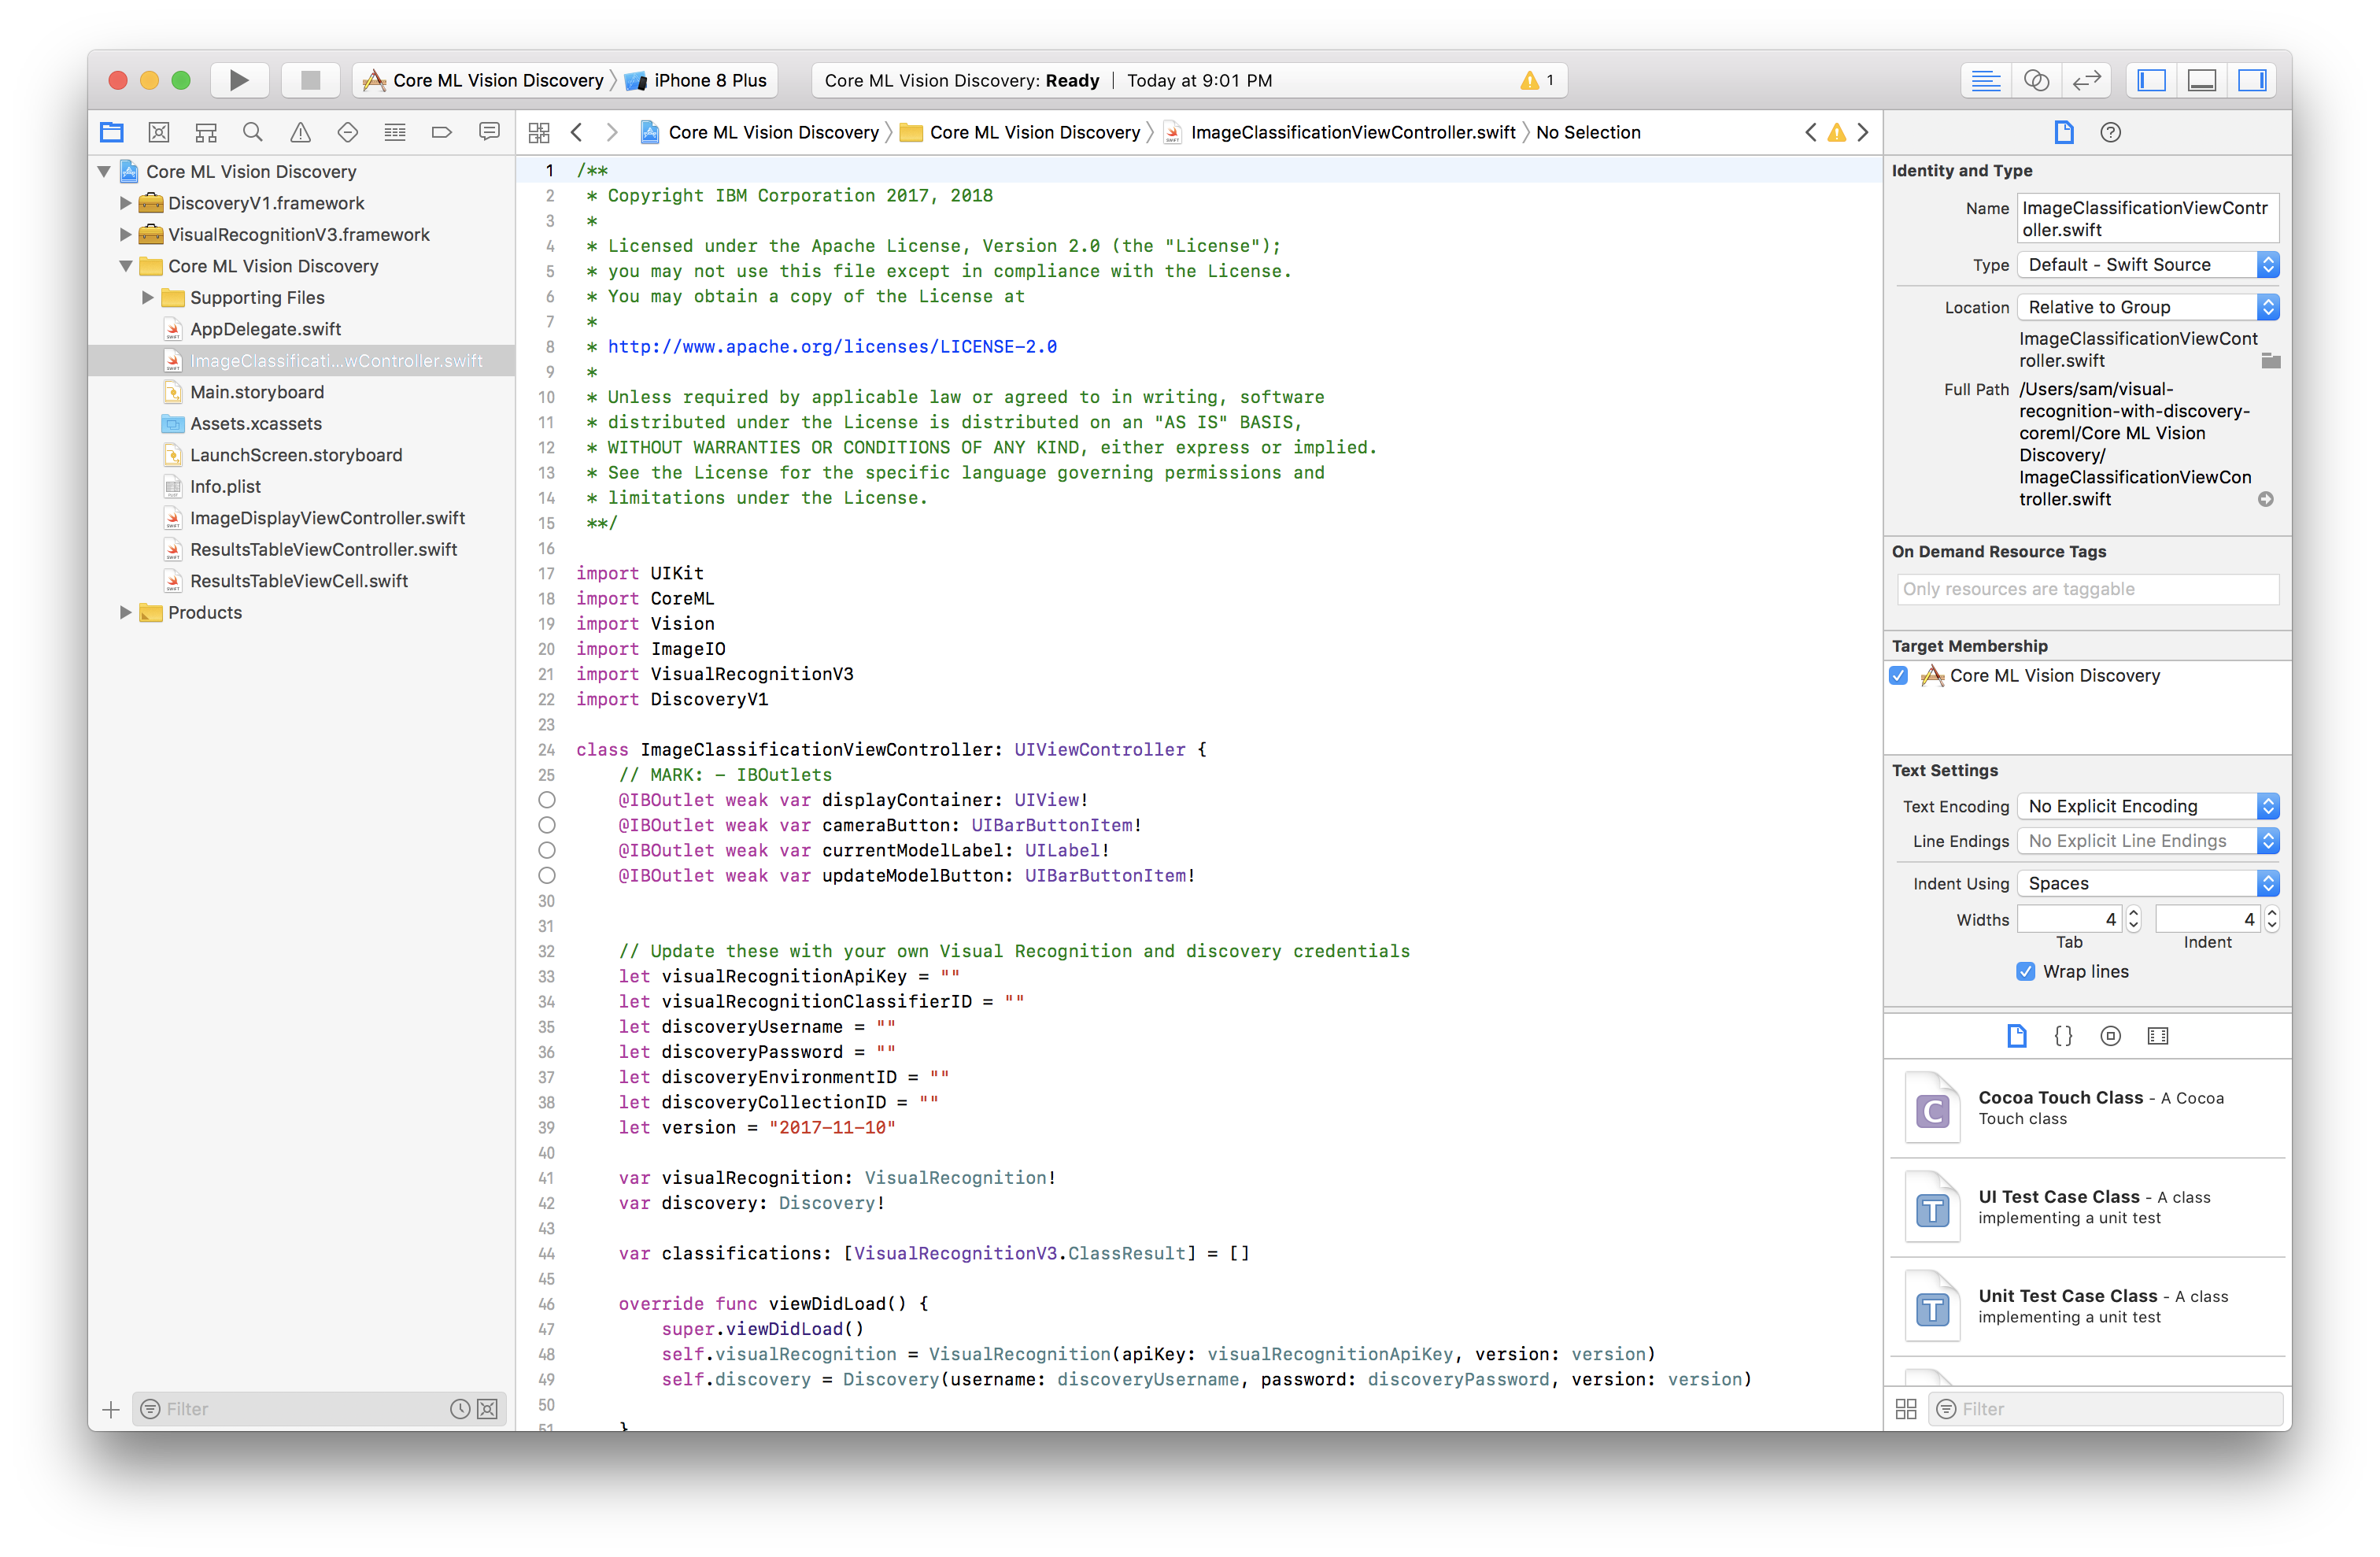 Core ML Vision Discovery 〉 iPhone 8 Plus
Core ML Vision Discovery: Ready | Today at 9:01 PM
1
Core ML Vision Discovery 〉 Core ML Vision Discovery 〉 ImageClassificationViewController.swift 〉 No Selection
Core ML Vision Discovery
DiscoveryV1.framework
VisualRecognitionV3.framework
Core ML Vision Discovery
Supporting Files
AppDelegate.swift
ImageClassificati...wController.swift
Main.storyboard
Assets.xcassets
LaunchScreen.storyboard
Info.plist
ImageDisplayViewController.swift
ResultsTableViewController.swift
ResultsTableViewCell.swift
Products
Filter
1 /**
2  * Copyright IBM Corporation 2017, 2018
3  *
4  * Licensed under the Apache License, Version 2.0 (the "License");
5  * you may not use this file except in compliance with the License.
6  * You may obtain a copy of the License at
7  *
8  * http://www.apache.org/licenses/LICENSE-2.0
9  *
10  * Unless required by applicable law or agreed to in writing, software
11  * distributed under the License is distributed on an "AS IS" BASIS,
12  * WITHOUT WARRANTIES OR CONDITIONS OF ANY KIND, either express or implied.
13  * See the License for the specific language governing permissions and
14  * limitations under the License.
15  **/
16
17 import UIKit
18 import CoreML
19 import Vision
20 import ImageIO
21 import VisualRecognitionV3
22 import DiscoveryV1
23
24 class ImageClassificationViewController: UIViewController {
25     // MARK: - IBOutlets
@IBOutlet weak var displayContainer: UIView!
@IBOutlet weak var cameraButton: UIBarButtonItem!
@IBOutlet weak var currentModelLabel: UILabel!
@IBOutlet weak var updateModelButton: UIBarButtonItem!
30
31
32     // Update these with your own Visual Recognition and discovery credentials
33     let visualRecognitionApiKey = ""
34     let visualRecognitionClassifierID = ""
35     let discoveryUsername = ""
36     let discoveryPassword = ""
37     let discoveryEnvironmentID = ""
38     let discoveryCollectionID = ""
39     let version = "2017-11-10"
40
41     var visualRecognition: VisualRecognition!
42     var discovery: Discovery!
43
44     var classifications: [VisualRecognitionV3.ClassResult] = []
45
46     override func viewDidLoad() {
47         super.viewDidLoad()
48         self.visualRecognition = VisualRecognition(apiKey: visualRecognitionApiKey, version: version)
49         self.discovery = Discovery(username: discoveryUsername, password: discoveryPassword, version: version)
50
51     }
Identity and Type
Name ImageClassificationViewContr
oller.swift
Type Default - Swift Source
Location Relative to Group
ImageClassificationViewCont
roller.swift
Full Path /Users/sam/visual-
recognition-with-discovery-
coreml/Core ML Vision
Discovery/
ImageClassificationViewCon
troller.swift
On Demand Resource Tags
Only resources are taggable
Target Membership
Core ML Vision Discovery
Text Settings
Text Encoding No Explicit Encoding
Line Endings No Explicit Line Endings
Indent Using Spaces
Widths 4 4
Tab Indent
Wrap lines
{}
C
Cocoa Touch Class - A Cocoa
Touch class
T
UI Test Case Class - A class
implementing a unit test
T
Unit Test Case Class - A class
implementing a unit test
Filter